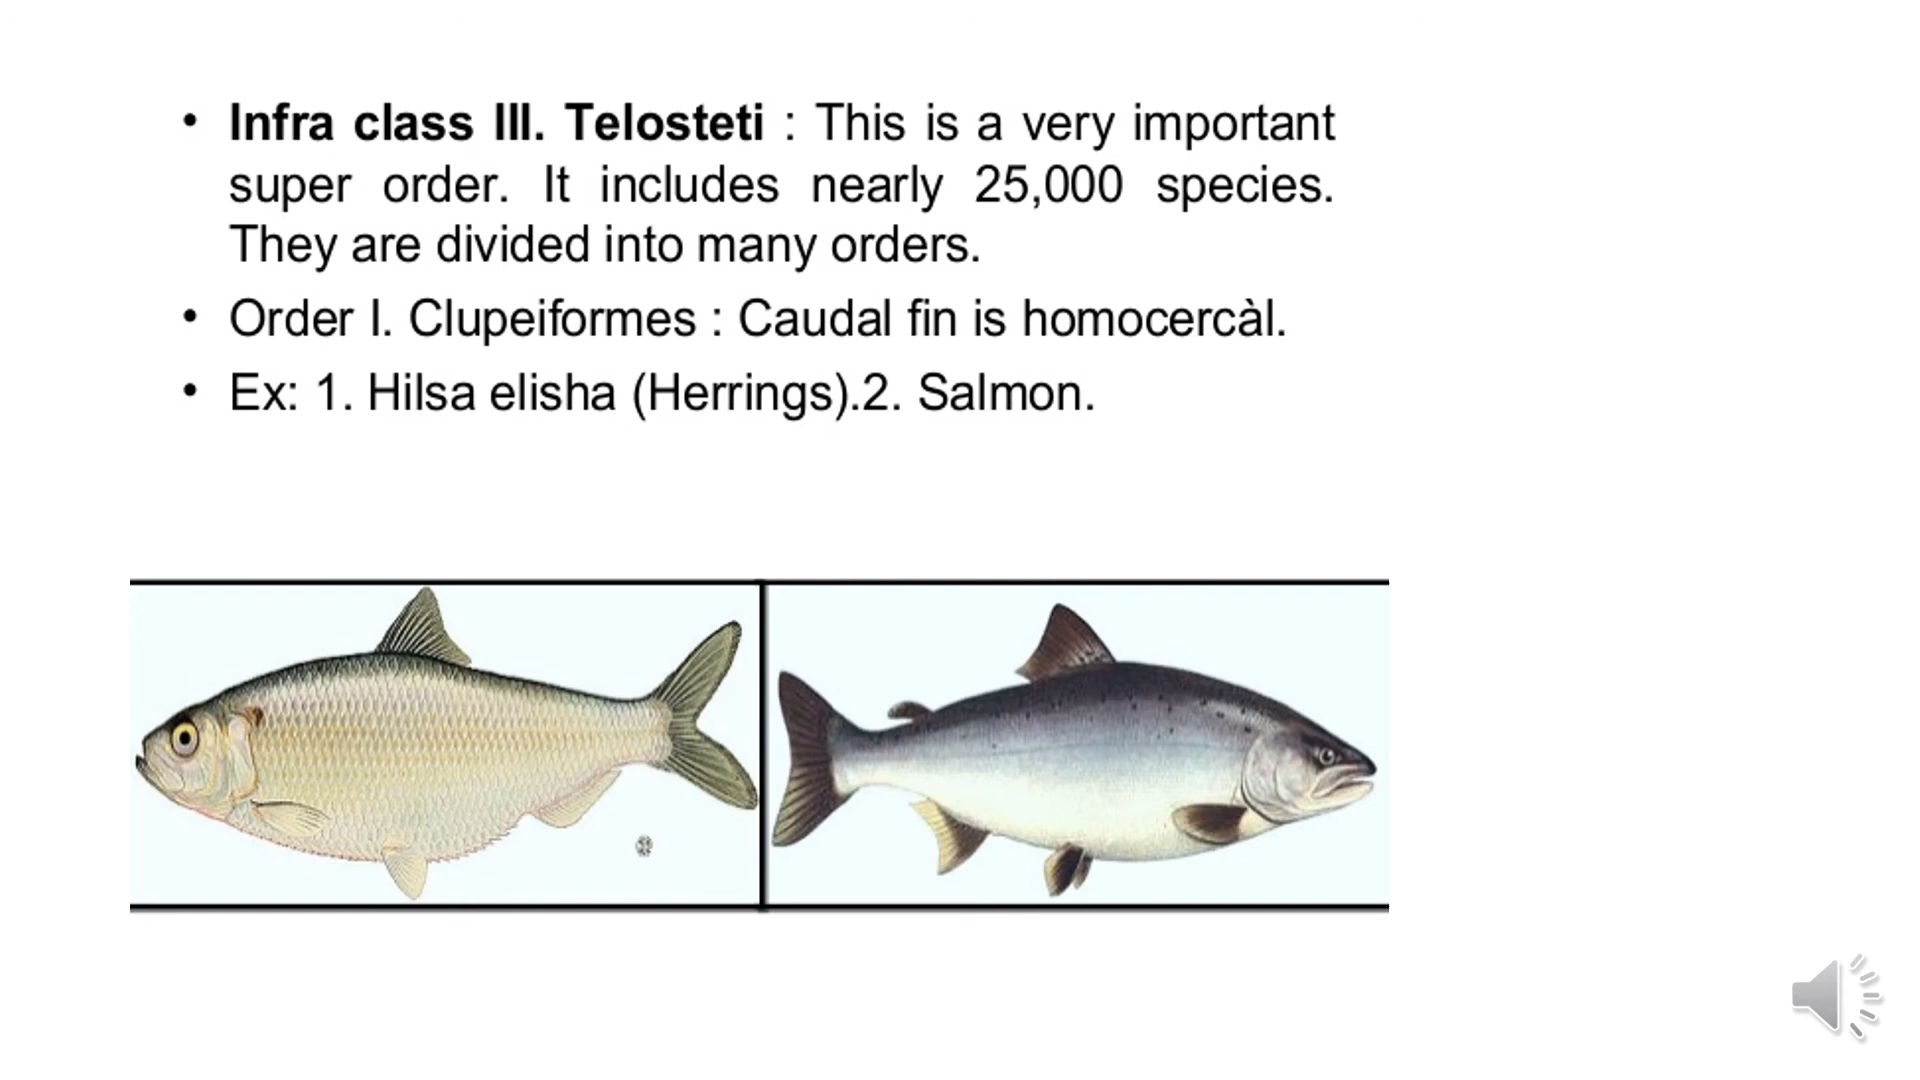 • Infra class III. Telosteti : This is a very important
super order. It includes nearly 25,000 species.
They are divided into many orders.
• Order I. Clupeiformes : Caudal fin is homocercàl.
• Ex: 1. Hilsa elisha (Herrings).2. Salmon.